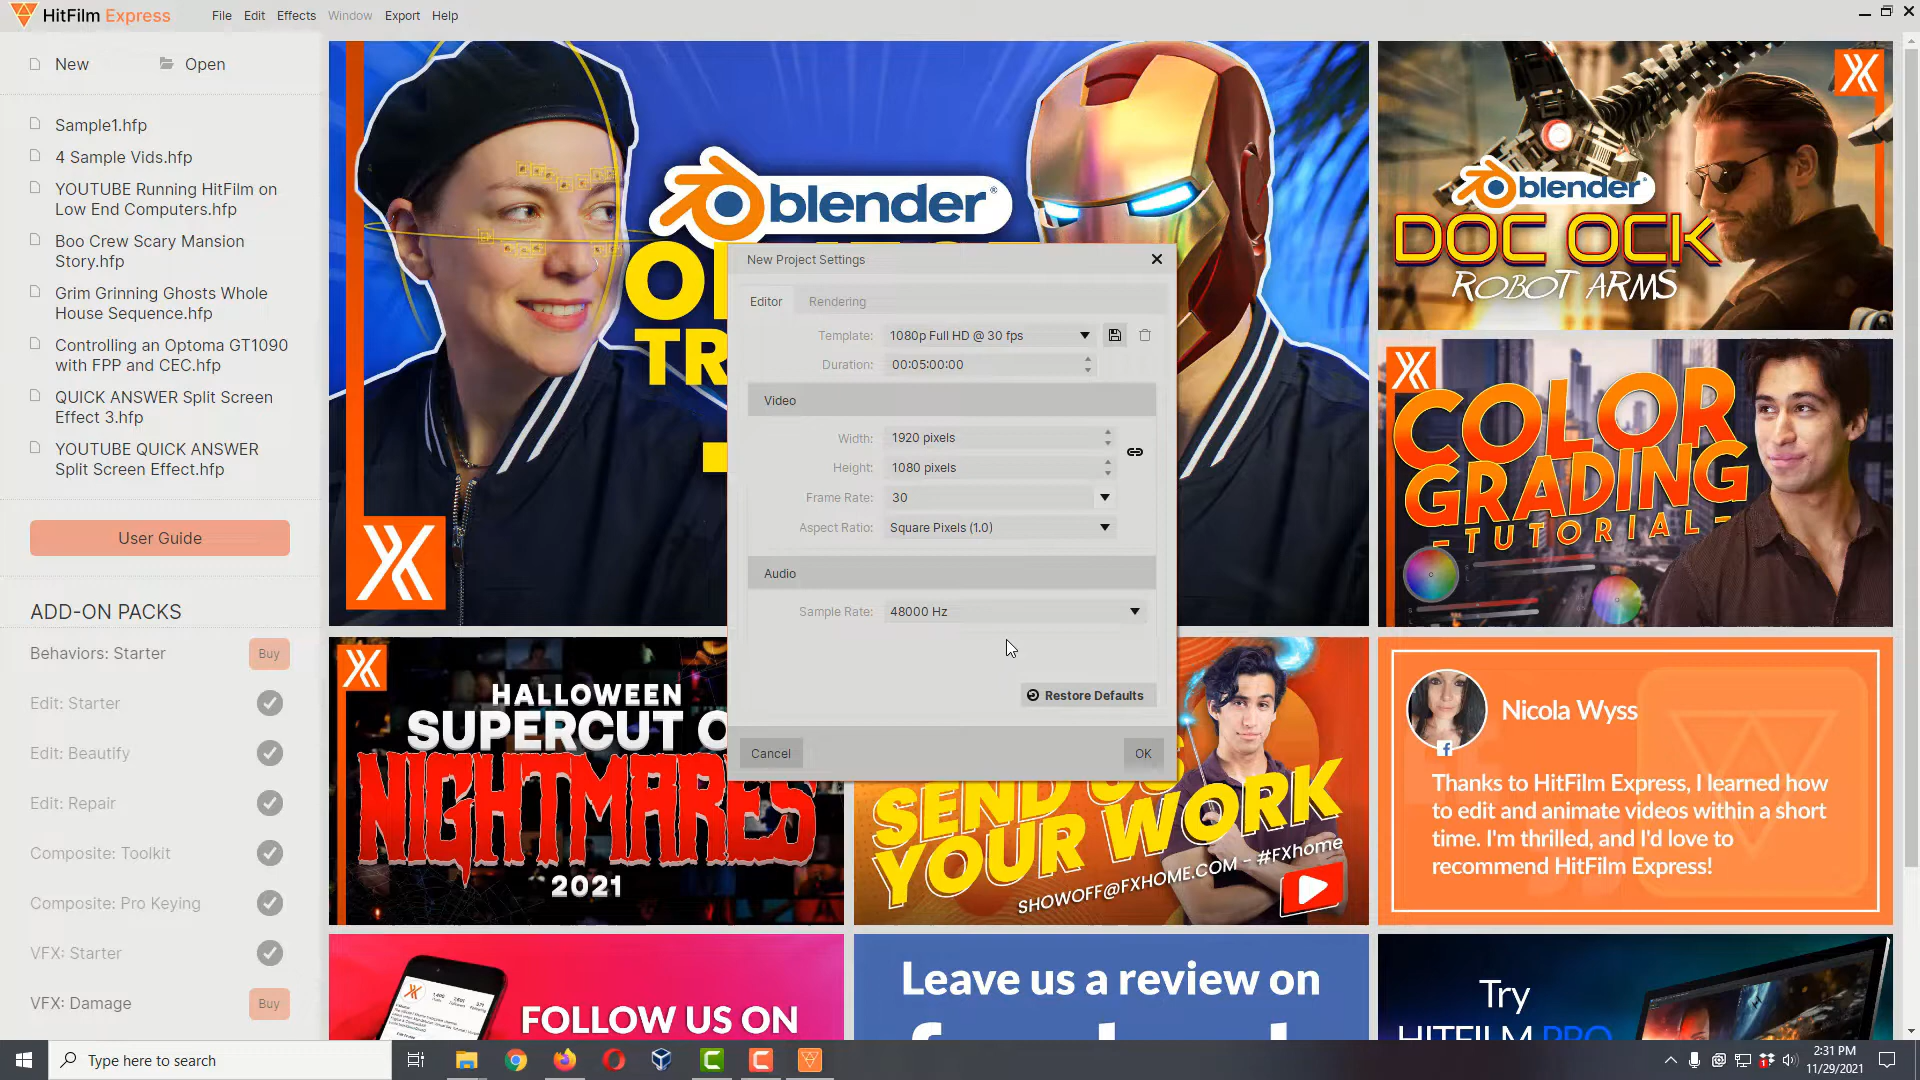 HitFilm Express
File Edit Effects Window Export Help
New Open
Sample1.hfp
4 Sample Vids.hfp
YOUTUBE Running HitFilm on
Low End Computers.hfp
Boo Crew Scary Mansion
Story.hfp
Grim Grinning Ghosts Whole
House Sequence.hfp
Controlling an Optoma GT1090
with FPP and CEC.hfp
QUICK ANSWER Split Screen
Effect 3.hfp
YOUTUBE QUICK ANSWER
Split Screen Effect.hfp
User Guide
ADD-ON PACKS
Behaviors: Starter Buy
Edit: Starter
Edit: Beautify
Edit: Repair
Composite: Toolkit
Composite: Pro Keying
VFX: Starter
VFX: Damage Buy
blender®
TR
New Project Settings
Editor Rendering
Template: 1080p Full HD @ 30 fps
Duration: 00:05:00:00
Video
Width: 1920 pixels
Height: 1080 pixels
Frame Rate: 30
Aspect Ratio: Square Pixels (1.0)
Audio
Sample Rate: 48000 Hz
Restore Defaults
Cancel OK
blender
DOC OCK
ROBOT ARMS
COLOR
GRADING
-TUTORIAL-
HALLOWEEN
SUPERCUT O
NIGHTMARES
2021
SEND US
YOUR WORK
SHOWOFF@FXHOME.COM - #FXhome
Nicola Wyss
Thanks to HitFilm Express, I learned how
to edit and animate videos within a short
time. I'm thrilled, and I'd love to
recommend HitFilm Express!
FOLLOW US ON
Leave us a review on
Try
HITFILM PRO
Type here to search
2:31 PM
11/29/2021